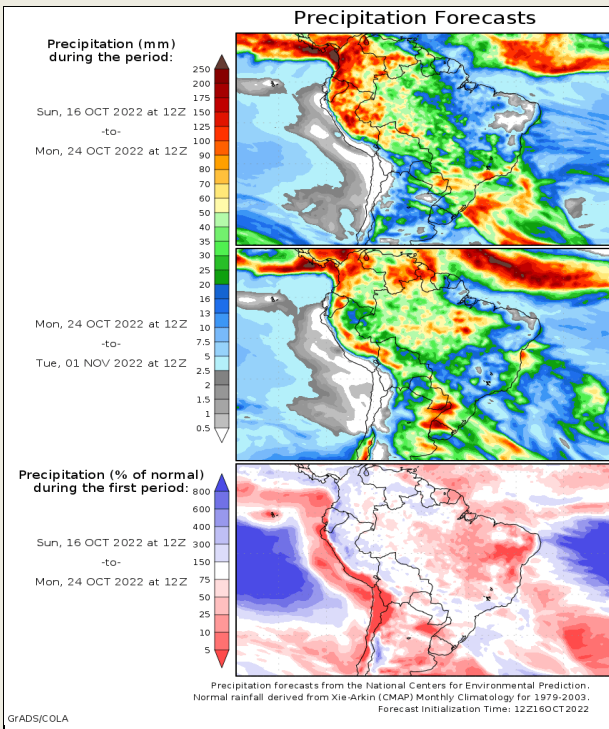 Precipitation Forecasts
Precipitation (mm)
during the period:
Sun, 16 OCT 2022 at 12Z
-to-
Mon, 24 OCT 2022 at 12Z
250
200
175
150
125
100
90
80
70
60
50
40
35
30
25
20
16
13
10
7.5
5
2.5
2
1.5
1
0.5
Mon, 24 OCT 2022 at 12Z
-to-
Tue, 01 NOV 2022 at 12Z
Precipitation (% of normal)
during the first period:
Sun, 16 OCT 2022 at 12Z
-to-
Mon, 24 OCT 2022 at 12Z
800
600
400
300
150
75
50
25
10
5
Precipitation forecasts from the National Centers for Environmental Prediction.
Normal rainfall derived from Xie-Arkin (CMAP) Monthly Climatology for 1979-2003.
Forecast Initialization Time: 12Z16OCT2022
GrADS/COLA